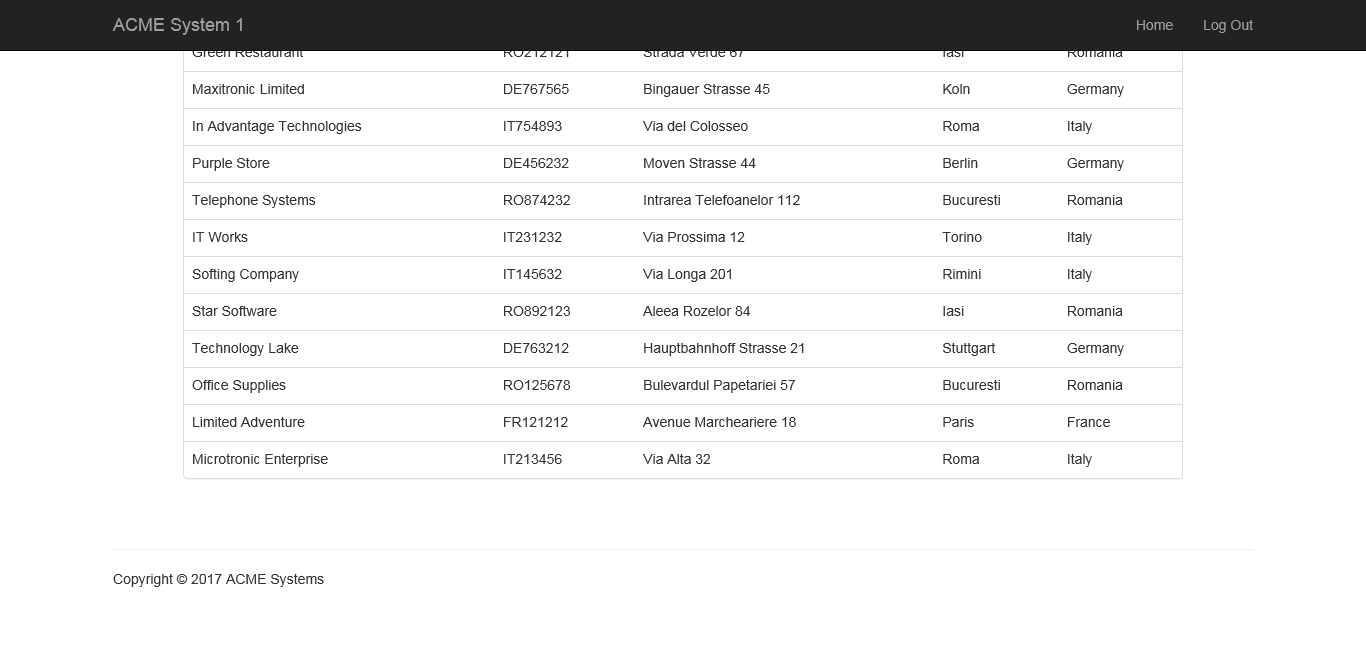 ACME System 1 Home Log Out
Green Restaurant RO212121 Strada Verde 67 Iasi Romania
Maxitronic Limited DE767565 Bingauer Strasse 45 Koln Germany
In Advantage Technologies IT754893 Via del Colosseo Roma Italy
Purple Store DE456232 Moven Strasse 44 Berlin Germany
Telephone Systems RO874232 Intrarea Telefoanelor 112 Bucuresti Romania
IT Works IT231232 Via Prossima 12 Torino Italy
Softing Company IT145632 Via Longa 201 Rimini Italy
Star Software RO892123 Aleea Rozelor 84 Iasi Romania
Technology Lake DE763212 Hauptbahnhoff Strasse 21 Stuttgart Germany
Office Supplies RO125678 Bulevardul Papetariei 57 Bucuresti Romania
Limited Adventure FR121212 Avenue Marcheariere 18 Paris France
Microtronic Enterprise IT213456 Via Alta 32 Roma Italy
Copyright © 2017 ACME Systems